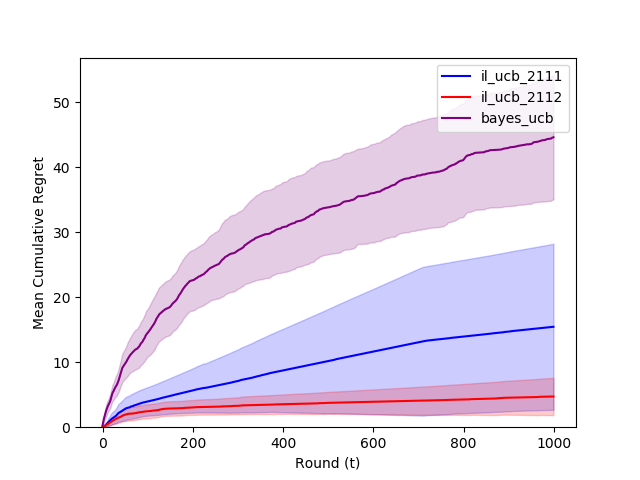 il_ucb_2111
il_ucb_2112
bayes_ucb
Mean Cumulative Regret
50
40
30
20
10
0
0 200 400 600 800 1000
Round (t)